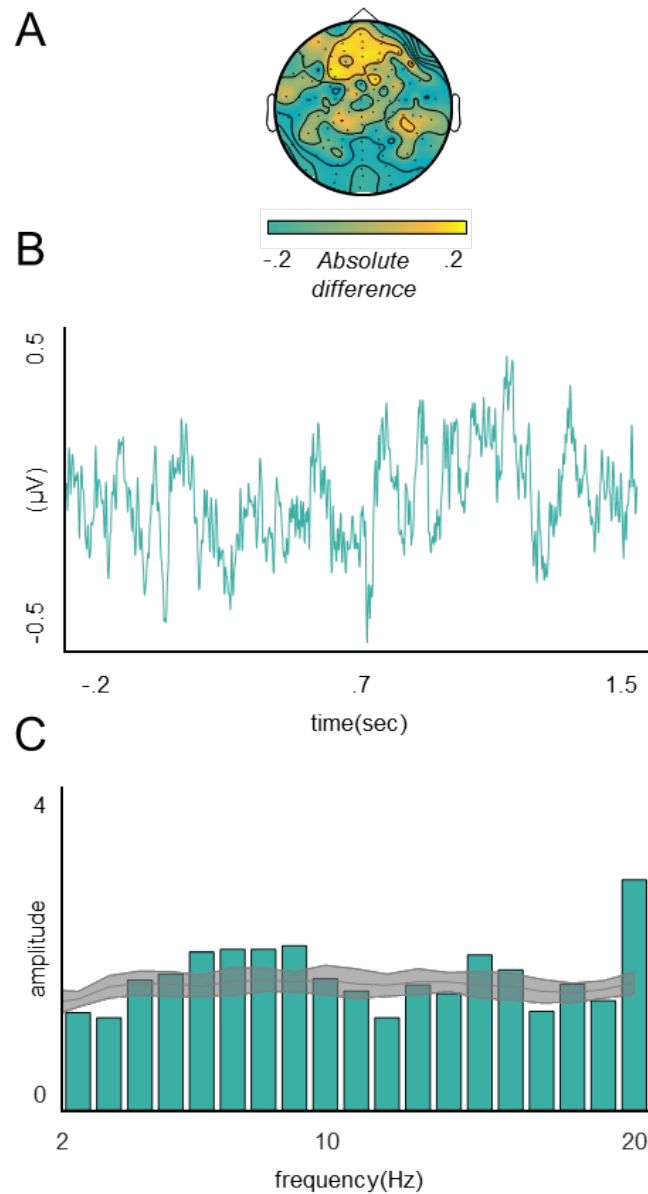 A
-.2 Absolute .2
difference
B
0.5
(μV)
-0.5
-.2 .7 1.5
time(sec)
C
4
amplitude
0
2 10 20
frequency(Hz)